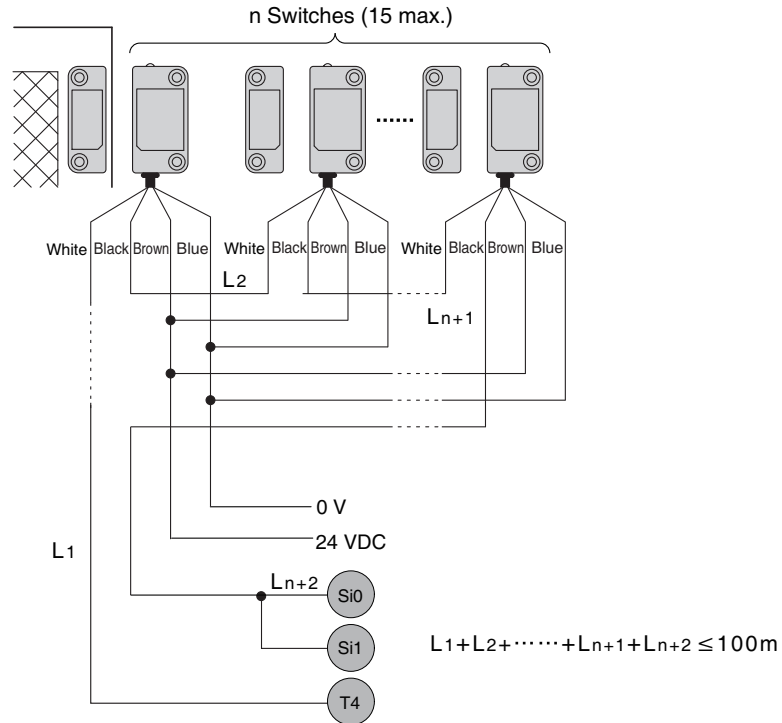 n Switches (15 max.)
White Black Brown Blue White Black Brown Blue White Black Brown Blue
L2
Ln+1
0 V
24 VDC
L1
Ln+2
Si0
Si1
L1+L2+⋯⋯+Ln+1+Ln+2 ≤100m
T4